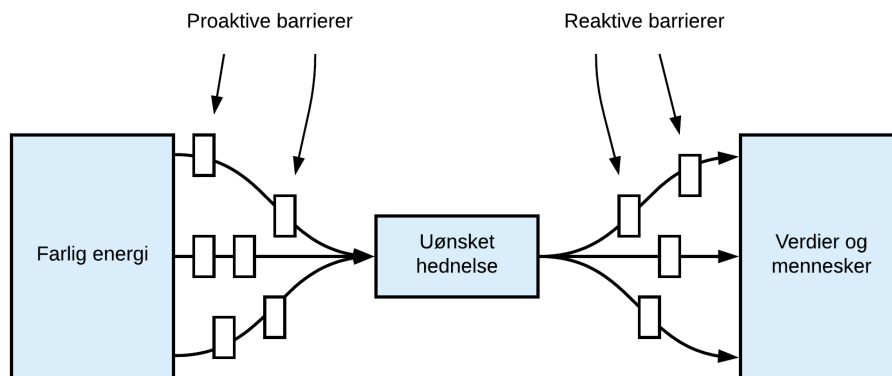 Proaktive barrierer
Reaktive barrierer
Farlig energi
Uønsket
hednelse
Verdier og
mennesker